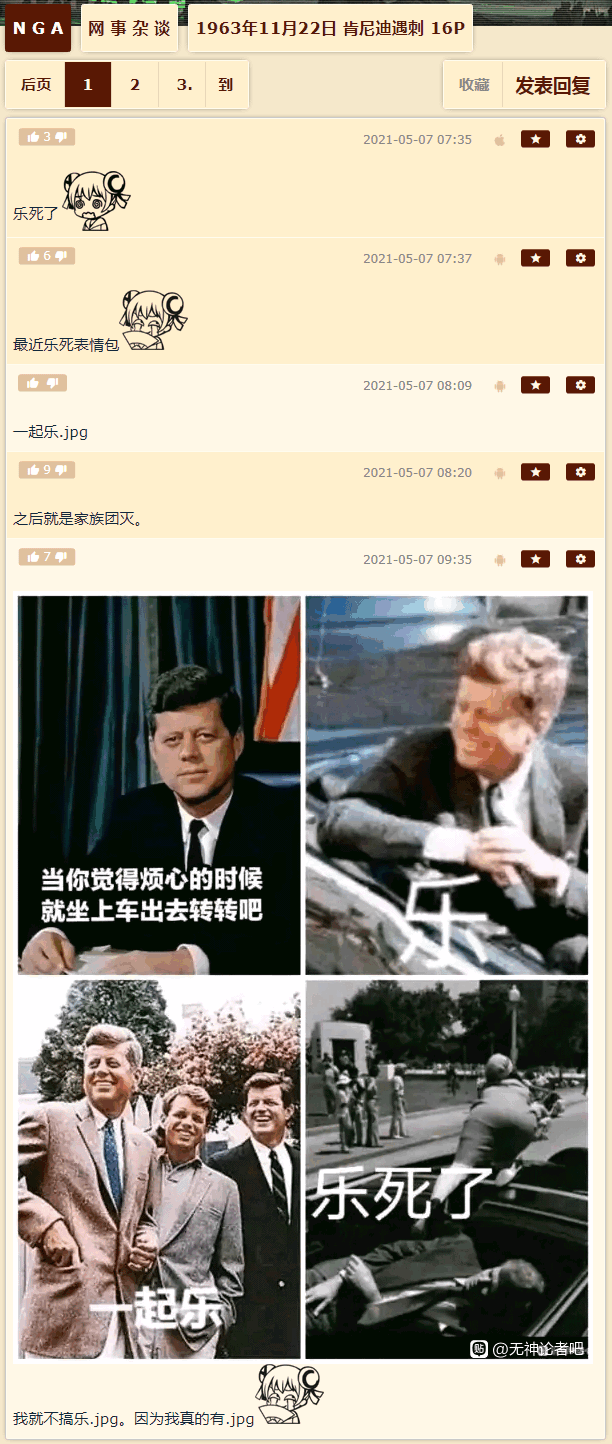 NGA 网事杂谈 1963年11月22日 肯尼迪遇刺 16P
后页 1 2 3. 到 收藏 发表回复
3 2021-05-07 07:35
乐死了
6 2021-05-07 07:37
最近乐死表情包
2021-05-07 08:09
一起乐.jpg
9 2021-05-07 08:20
之后就是家族团灭。
7 2021-05-07 09:35
当你觉得烦心的时候
就坐上车出去转转吧
乐
一起乐
乐死了
贴 @无神论者吧
我就不搞乐.jpg。因为我真的有.jpg